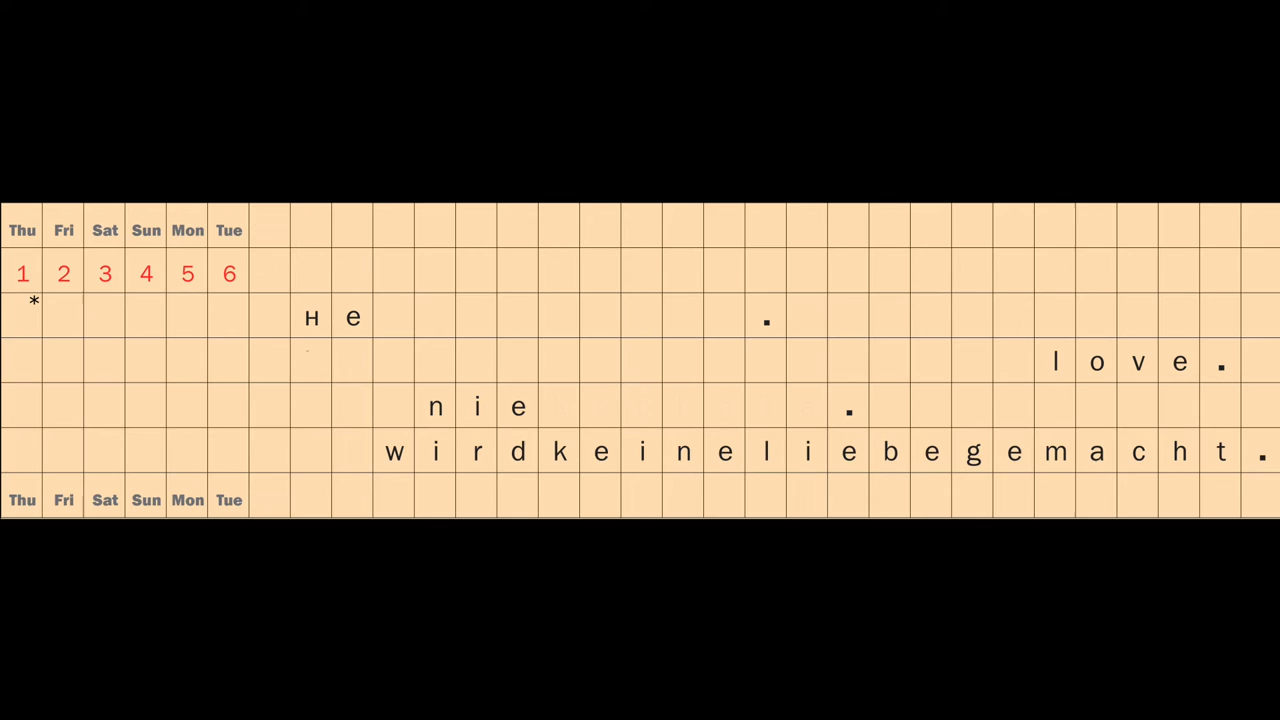 Thu Fri Sat Sun Mon Tue
1 2 3 4 5 6
*
не .
love.
nie .
wirdkeineliebegemacht.
Thu Fri Sat Sun Mon Tue